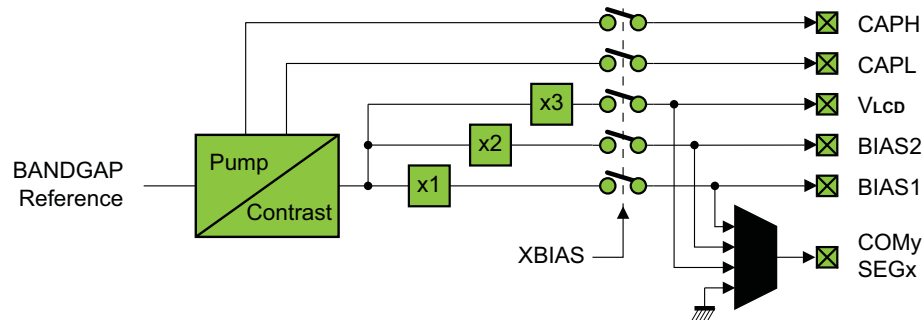 CAPH
CAPL
x3
VLCD
x2
BIAS2
Pump
BANDGAP
Reference
x1
BIAS1
Contrast
XBIAS
COMy
SEGx